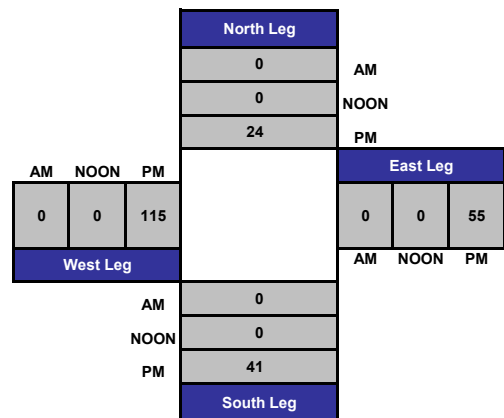 North Leg
0
AM
0
NOON
24
PM
AM NOON PM
East Leg
0 0 115
0 0 55
West Leg
AM NOON PM
AM
0
NOON
0
PM
41
South Leg